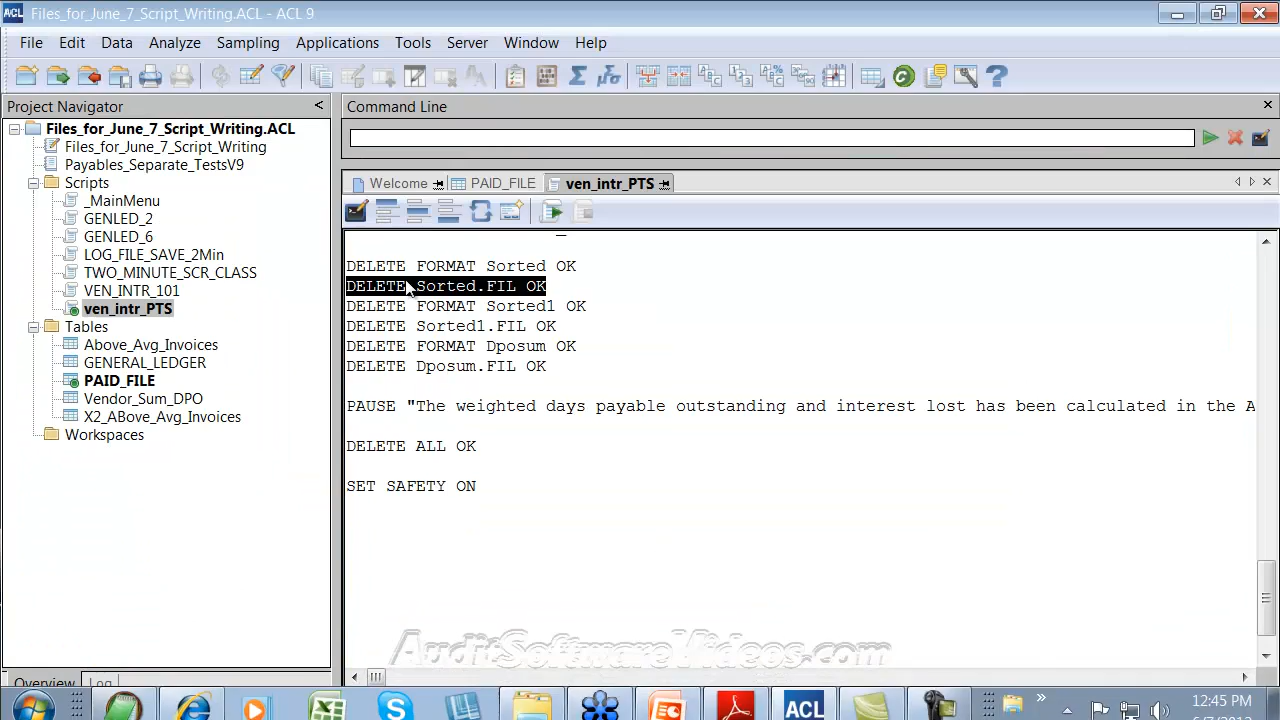 ACL Files_for_June_7_Script_Writing.ACL - ACL 9
File Edit Data Analyze Sampling Applications Tools Server Window Help
Project Navigator <
Files_for_June_7_Script_Writing.ACL
Files_for_June_7_Script_Writing
Payables_Separate_TestsV9
Scripts
_MainMenu
GENLED_2
GENLED_6
LOG_FILE_SAVE_2Min
TWO_MINUTE_SCR_CLASS
VEN_INTR_101
ven_intr_PTS
Tables
Above_Avg_Invoices
GENERAL_LEDGER
PAID_FILE
Vendor_Sum_DPO
X2_ABove_Avg_Invoices
Workspaces
Overview Log
Command Line
Welcome PAID_FILE ven_intr_PTS
DELETE FORMAT Sorted OK
DELETE Sorted.FIL OK
DELETE FORMAT Sorted1 OK
DELETE Sorted1.FIL OK
DELETE FORMAT Dposum OK
DELETE Dposum.FIL OK
PAUSE "The weighted days payable outstanding and interest lost has been calculated in the A
DELETE ALL OK
SET SAFETY ON
AuditSoftwareVideos.com
ACL
12:45 PM